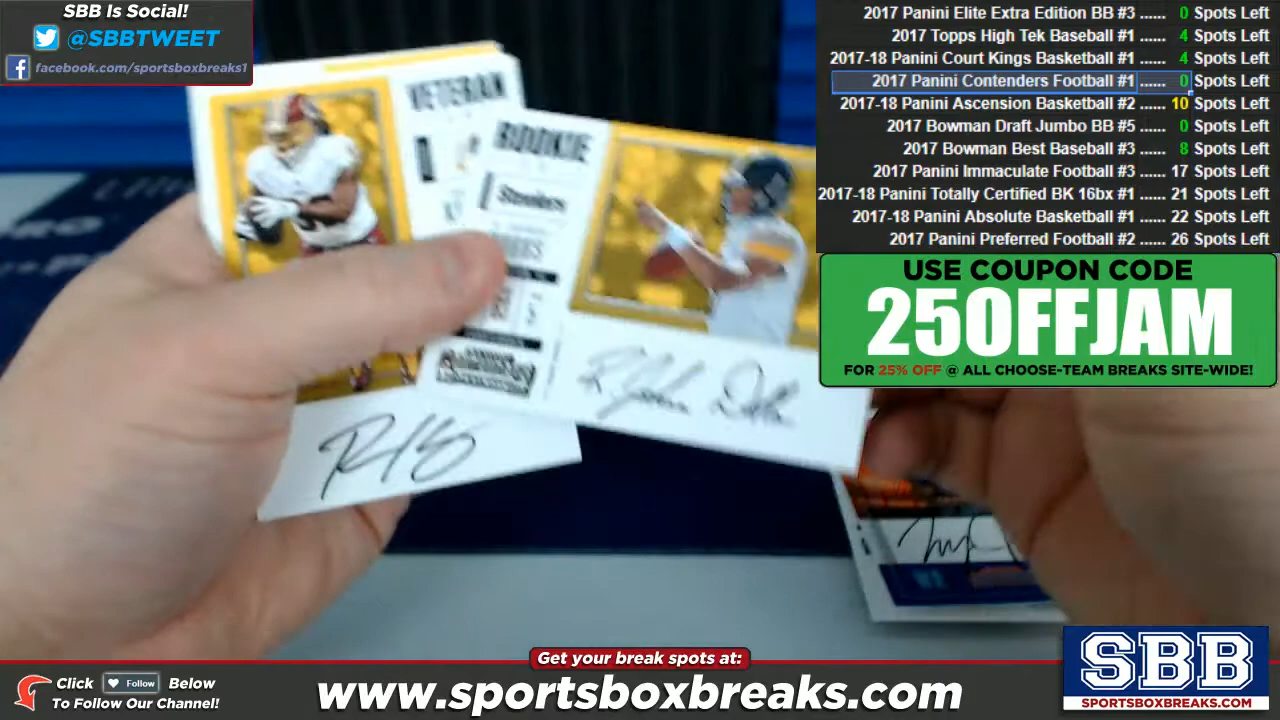 SBB Is Social!
@SBBTWEET
facebook.com/sportsboxbreaks1
2017 Panini Elite Extra Edition BB #3 ...... 0 Spots Left
2017 Topps High Tek Baseball #1 ...... 4 Spots Left
2017-18 Panini Court Kings Basketball #1 ...... 4 Spots Left
2017 Panini Contenders Football #1 ...... 0 Spots Left
2017-18 Panini Ascension Basketball #2 ...... 10 Spots Left
2017 Bowman Draft Jumbo BB #5 ...... 0 Spots Left
2017 Bowman Best Basketball #3 ...... 8 Spots Left
2017 Panini Immaculate Football #3 ...... 17 Spots Left
2017-18 Panini Totally Certified BK 16bx #1 ...... 21 Spots Left
2017-18 Panini Absolute Basketball #1 ...... 22 Spots Left
2017 Panini Preferred Football #2 ...... 26 Spots Left
USE COUPON CODE
25OFFJAM
FOR 25% OFF @ ALL CHOOSE-TEAM BREAKS SITE-WIDE!
VETERAN
ROOKIE
Steelers
Get your break spots at:
Click Follow Below
To Follow Our Channel!
www.sportsboxbreaks.com
SBB
SPORTSBOXBREAKS.COM